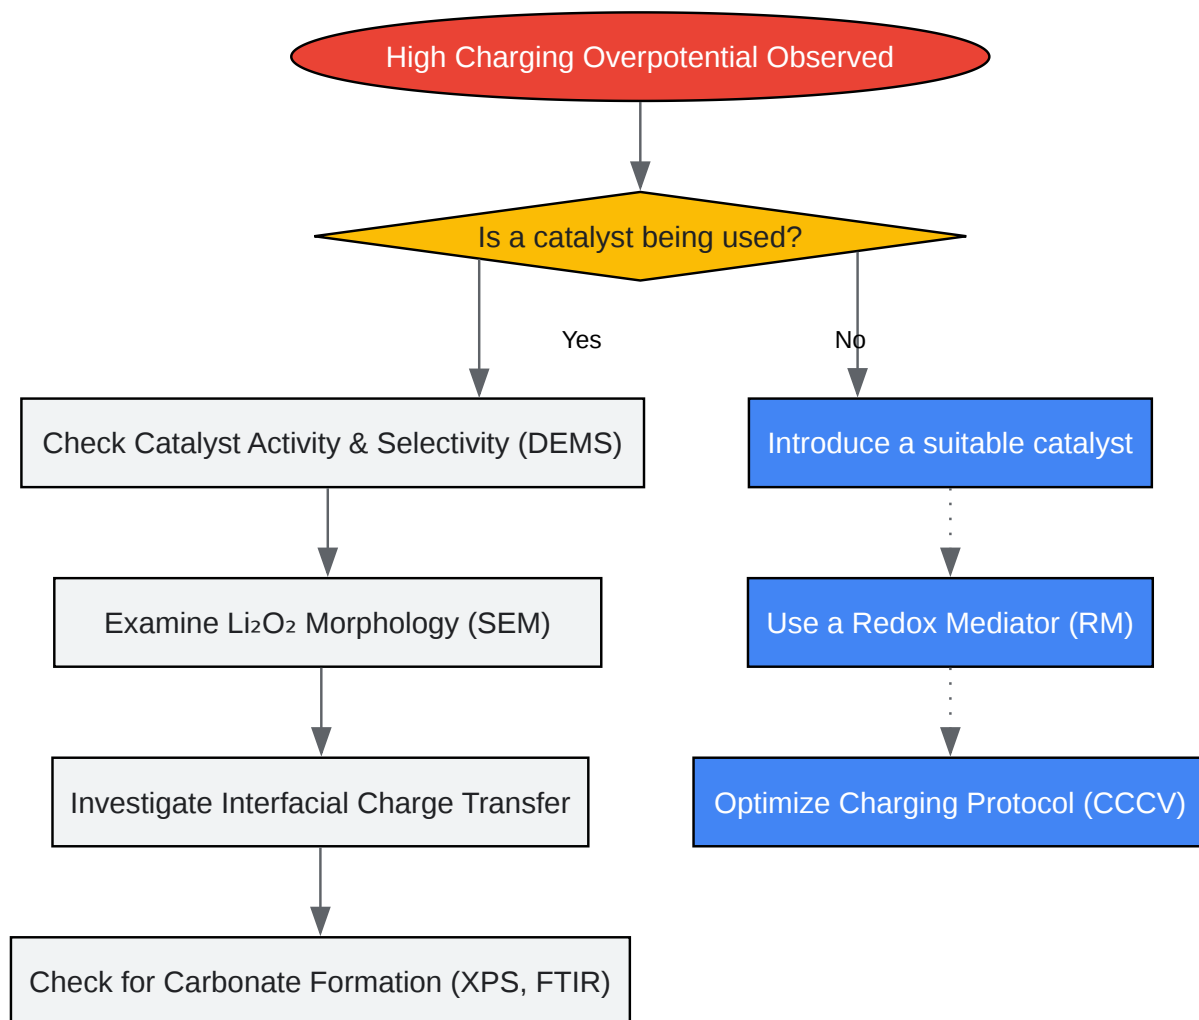 High Charging Overpotential Observed
Is a catalyst being used?
Yes
No
Check Catalyst Activity & Selectivity (DEMS)
Introduce a suitable catalyst
Examine Li₂O₂ Morphology (SEM)
Use a Redox Mediator (RM)
Investigate Interfacial Charge Transfer
Optimize Charging Protocol (CCCV)
Check for Carbonate Formation (XPS, FTIR)